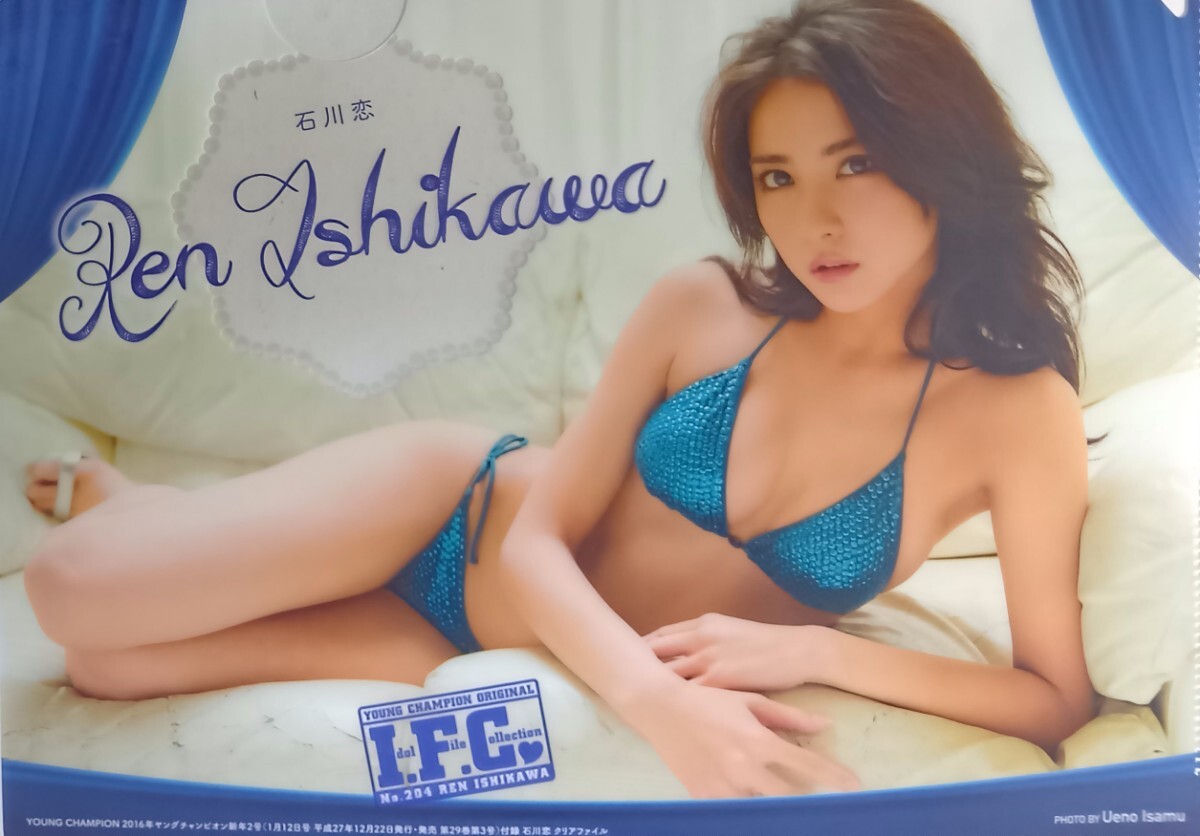 石川恋
Ren Ishikawa
YOUNG CHAMPION ORIGINAL
I.F.C
Idol File Collection
No.204 REN ISHIKAWA
YOUNG CHAMPION 2016年ヤングチャンピオン新年2号(1月12日号 平成27年12月22日発行・発売 第29巻第3号)付録 石川恋 クリアファイル
PHOTO BY Ueno Isamu